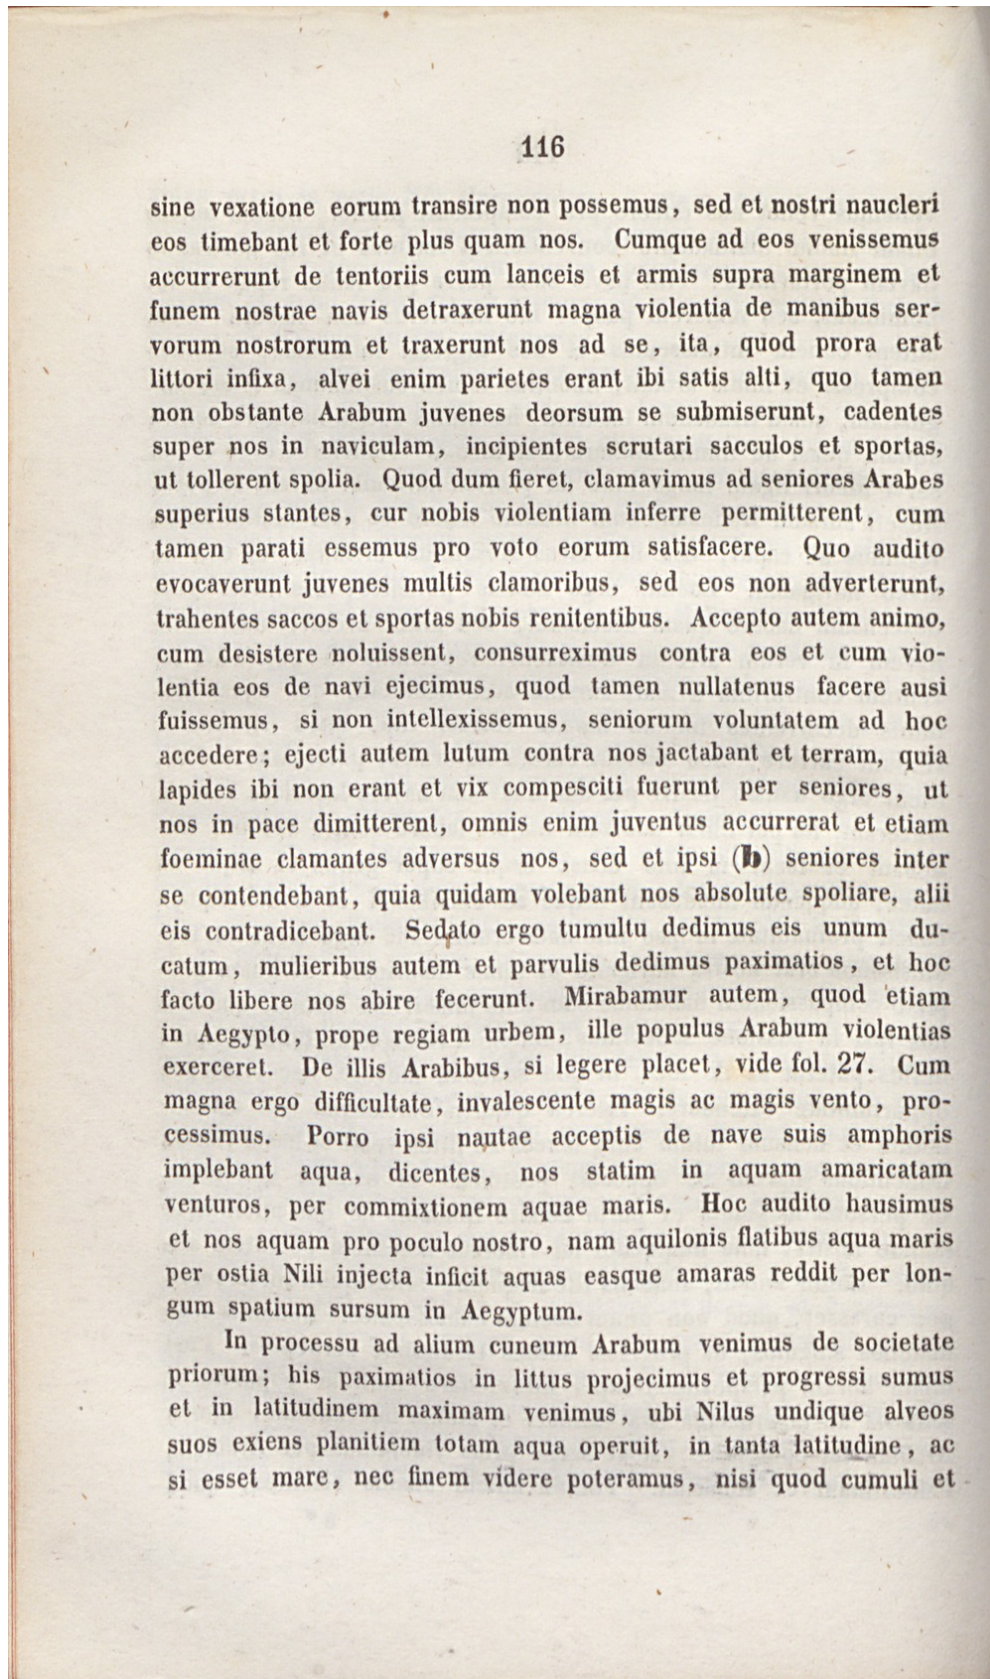 116
sine vexatione eorum transire non possemus, sed et nostri naucleri
eos timebant et forte plus quam nos. Cumque ad eos venissemus
accurrerunt de tentoriis cum lanceis et armis supra marginem et
funem nostrae navis detraxerunt magna violentia de manibus ser-
vorum nostrorum et traxerunt nos ad se, ita, quod prora erat
littori infixa, alvei enim parietes erant ibi satis alti, quo tamen
non obstante Arabum juvenes deorsum se submiserunt, cadentes
super nos in naviculam, incipientes scrutari sacculos et sportas,
ut tollerent spolia. Quod dum fieret, clamavimus ad seniores Arabes
superius stantes, cur nobis violentiam inferre permitterent, cum
tamen parati essemus pro voto eorum satisfacere. Quo audito
evocaverunt juvenes multis clamoribus, sed eos non adverterunt,
trahentes saccos et sportas nobis renitentibus. Accepto autem animo,
cum desistere noluissent, consurreximus contra eos et cum vio-
lentia eos de navi ejecimus, quod tamen nullatenus facere ausi
fuissemus, si non intellexissemus, seniorum voluntatem ad hoc
accedere; ejecti autem lutum contra nos jactabant et terram, quia
lapides ibi non erant et vix compesciti fuerunt per seniores, ut
nos in pace dimitterent, omnis enim juventus accurrerat et etiam
foeminae clamantes adversus nos, sed et ipsi (b) seniores inter
se contendebant, quia quidam volebant nos absolute spoliare, alii
eis contradicebant. Sedato ergo tumultu dedimus eis unum du-
catum, mulieribus autem et parvulis dedimus paximatios, et hoc
facto libere nos abire fecerunt. Mirabamur autem, quod etiam
in Aegypto, prope regiam urbem, ille populus Arabum violentias
exerceret. De illis Arabibus, si legere placet, vide fol. 27. Cum
magna ergo difficultate, invalescente magis ac magis vento, pro-
cessimus. Porro ipsi nautae acceptis de nave suis amphoris
implebant aqua, dicentes, nos statim in aquam amaricatam
venturos, per commixtionem aquae maris. Hoc audito hausimus
et nos aquam pro poculo nostro, nam aquilonis flatibus aqua maris
per ostia Nili injecta inficit aquas easque amaras reddit per lon-
gum spatium sursum in Aegyptum.
In processu ad alium cuneum Arabum venimus de societate
priorum; his paximatios in littus projecimus et progressi sumus
et in latitudinem maximam venimus, ubi Nilus undique alveos
suos exiens planitiem totam aqua operuit, in tanta latitudine, ac
si esset mare, nec finem videre poteramus, nisi quod cumuli et